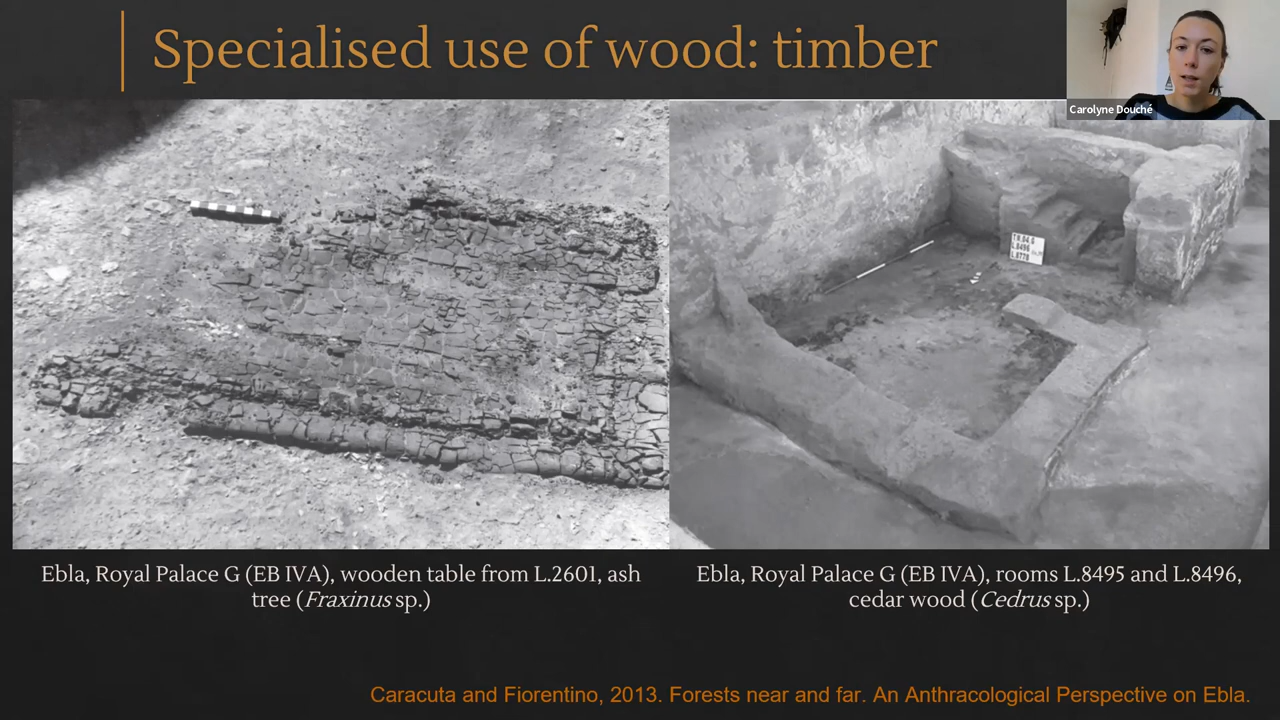 Specialised use of wood: timber
Carolyne Douché
Ebla, Royal Palace G (EB IVA), wooden table from L.2601, ash
tree (Fraxinus sp.)
Ebla, Royal Palace G (EB IVA), rooms L.8495 and L.8496,
cedar wood (Cedrus sp.)
Caracuta and Fiorentino, 2013. Forests near and far. An Anthracological Perspective on Ebla.